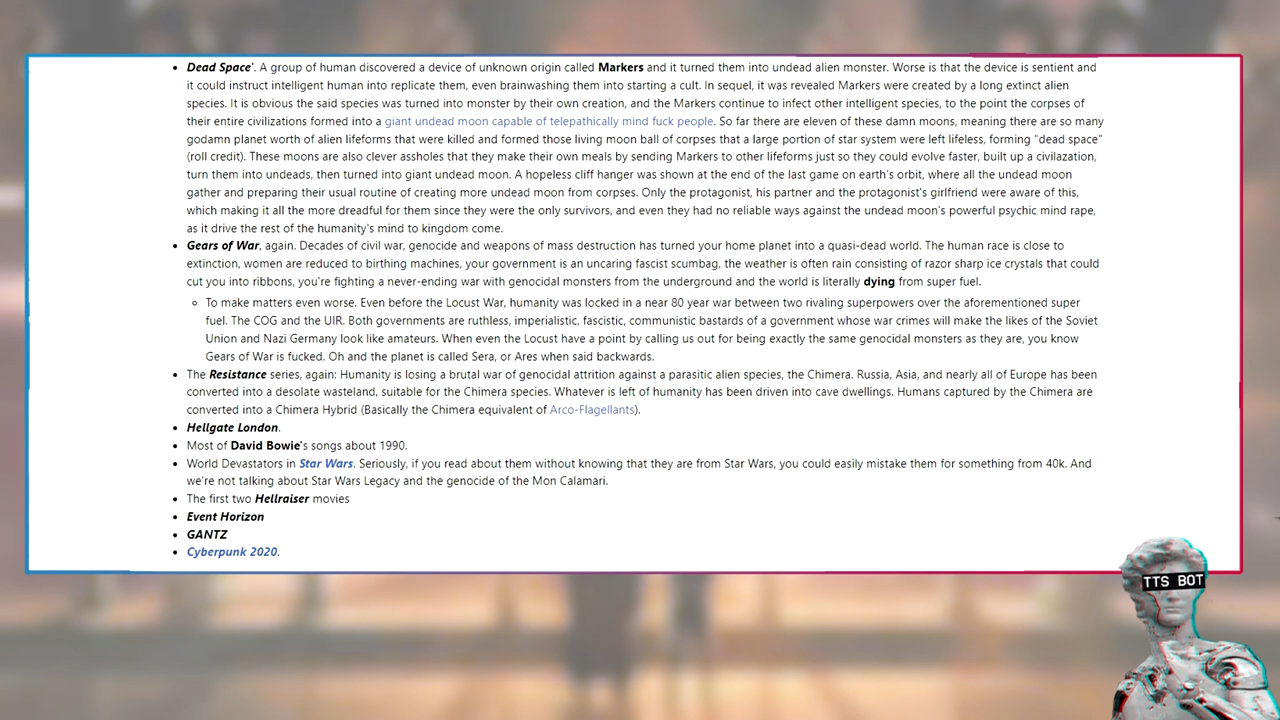 Dead Space'. A group of human discovered a device of unknown origin called Markers and it turned them into undead alien monster. Worse is that the device is sentient and
it could instruct intelligent human into replicate them, even brainwashing them into starting a cult. In sequel, it was revealed Markers were created by a long extinct alien
species. It is obvious the said species was turned into monster by their own creation, and the Markers continue to infect other intelligent species, to the point the corpses of
their entire civilizations formed into a giant undead moon capable of telepathically mind fuck people. So far there are eleven of these damn moons, meaning there are so many
godamn planet worth of alien lifeforms that were killed and formed those living moon ball of corpses that a large portion of star system were left lifeless, forming "dead space"
(roll credit). These moons are also clever assholes that they make their own meals by sending Markers to other lifeforms just so they could evolve faster, built up a civilazation,
turn them into undeads, then turned into giant undead moon. A hopeless cliff hanger was shown at the end of the last game on earth's orbit, where all the undead moon
gather and preparing their usual routine of creating more undead moon from corpses. Only the protagonist, his partner and the protagonist's girlfriend were aware of this,
which making it all the more dreadful for them since they were the only survivors, and even they had no reliable ways against the undead moon's powerful psychic mind rape,
as it drive the rest of the humanity's mind to kingdom come.
Gears of War, again. Decades of civil war, genocide and weapons of mass destruction has turned your home planet into a quasi-dead world. The human race is close to
extinction, women are reduced to birthing machines, your government is an uncaring fascist scumbag, the weather is often rain consisting of razor sharp ice crystals that could
cut you into ribbons, you're fighting a never-ending war with genocidal monsters from the underground and the world is literally dying from super fuel.
To make matters even worse. Even before the Locust War, humanity was locked in a near 80 year war between two rivaling superpowers over the aforementioned super
fuel. The COG and the UIR. Both governments are ruthless, imperialistic, fascistic, communistic bastards of a government whose war crimes will make the likes of the Soviet
Union and Nazi Germany look like amateurs. When even the Locust have a point by calling us out for being exactly the same genocidal monsters as they are, you know
Gears of War is fucked. Oh and the planet is called Sera, or Ares when said backwards.
The Resistance series, again: Humanity is losing a brutal war of genocidal attrition against a parasitic alien species, the Chimera. Russia, Asia, and nearly all of Europe has been
converted into a desolate wasteland, suitable for the Chimera species. Whatever is left of humanity has been driven into cave dwellings. Humans captured by the Chimera are
converted into a Chimera Hybrid (Basically the Chimera equivalent of Arco-Flagellants).
Hellgate London.
Most of David Bowie's songs about 1990.
World Devastators in Star Wars. Seriously, if you read about them without knowing that they are from Star Wars, you could easily mistake them for something from 40k. And
we're not talking about Star Wars Legacy and the genocide of the Mon Calamari.
The first two Hellraiser movies
Event Horizon
GANTZ
Cyberpunk 2020.
TTS BOT